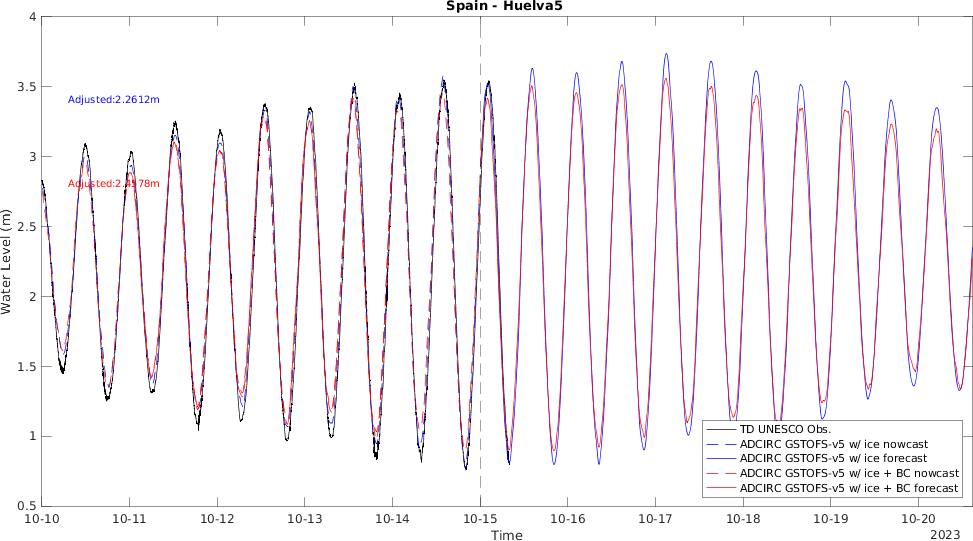 Spain - Huelva5
4
3.5
3
2.5
2
1.5
1
0.5
Water Level (m)
Adjusted:2.2612m
Adjusted:2.4578m
TD UNESCO Obs.
ADCIRC GSTOFS-v5 w/ ice nowcast
ADCIRC GSTOFS-v5 w/ ice forecast
ADCIRC GSTOFS-v5 w/ ice + BC nowcast
ADCIRC GSTOFS-v5 w/ ice + BC forecast
10-10 10-11 10-12 10-13 10-14 10-15 10-16 10-17 10-18 10-19 10-20
Time
2023